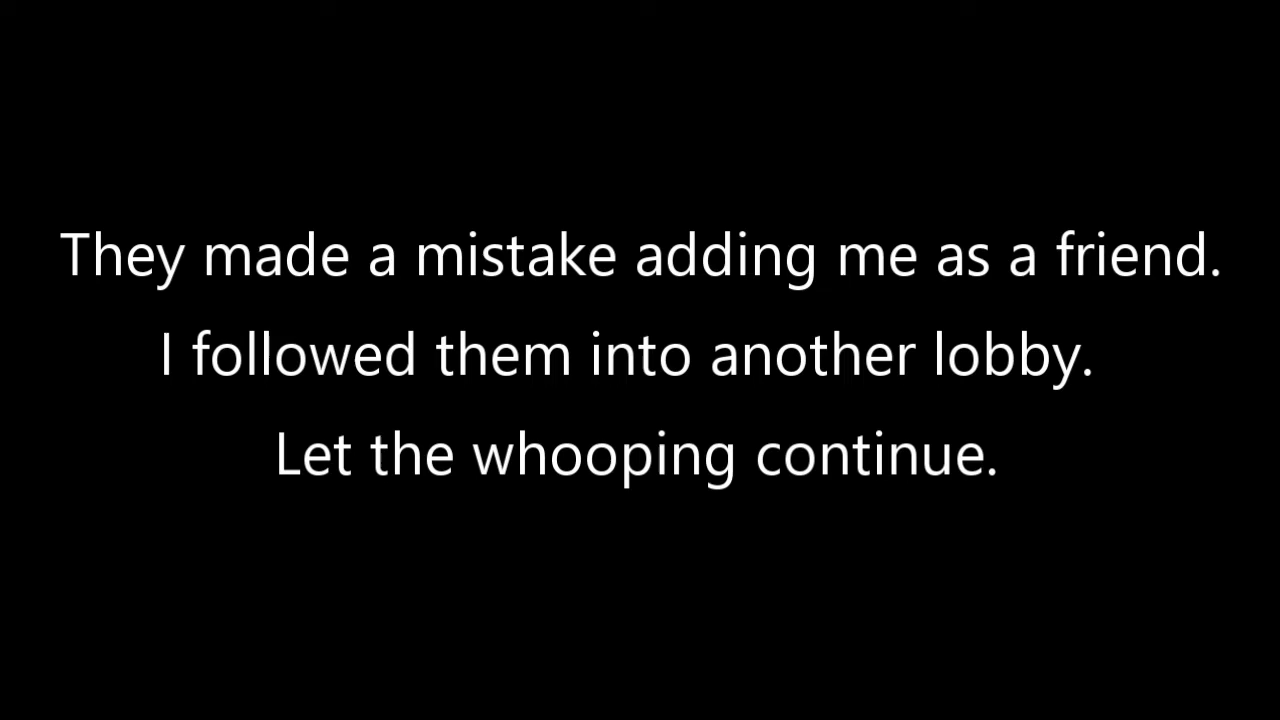 They made a mistake adding me as a friend.
I followed them into another lobby.
Let the whooping continue.